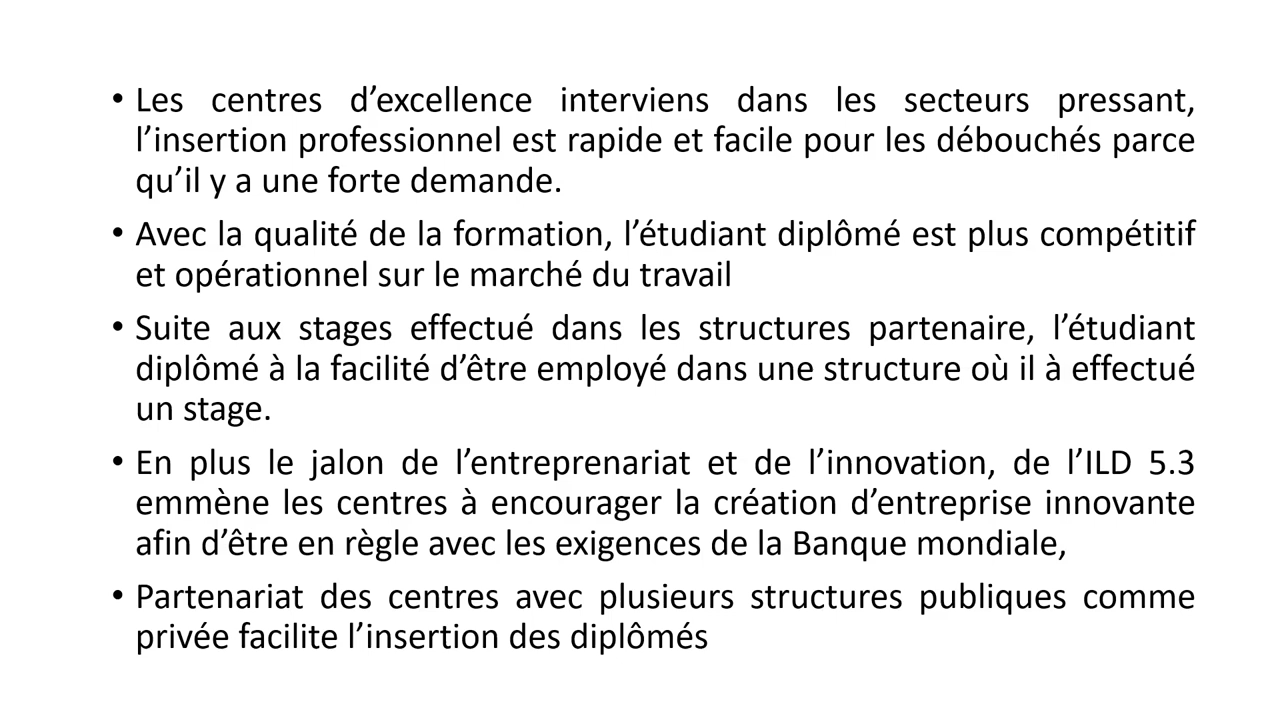 • Les centres d’excellence interviens dans les secteurs pressant,
l’insertion professionnel est rapide et facile pour les débouchés parce
qu’il y a une forte demande.
• Avec la qualité de la formation, l’étudiant diplômé est plus compétitif
et opérationnel sur le marché du travail
• Suite aux stages effectué dans les structures partenaire, l’étudiant
diplômé à la facilité d’être employé dans une structure où il à effectué
un stage.
• En plus le jalon de l’entreprenariat et de l’innovation, de l’ILD 5.3
emmène les centres à encourager la création d’entreprise innovante
afin d’être en règle avec les exigences de la Banque mondiale,
• Partenariat des centres avec plusieurs structures publiques comme
privée facilite l’insertion des diplômés